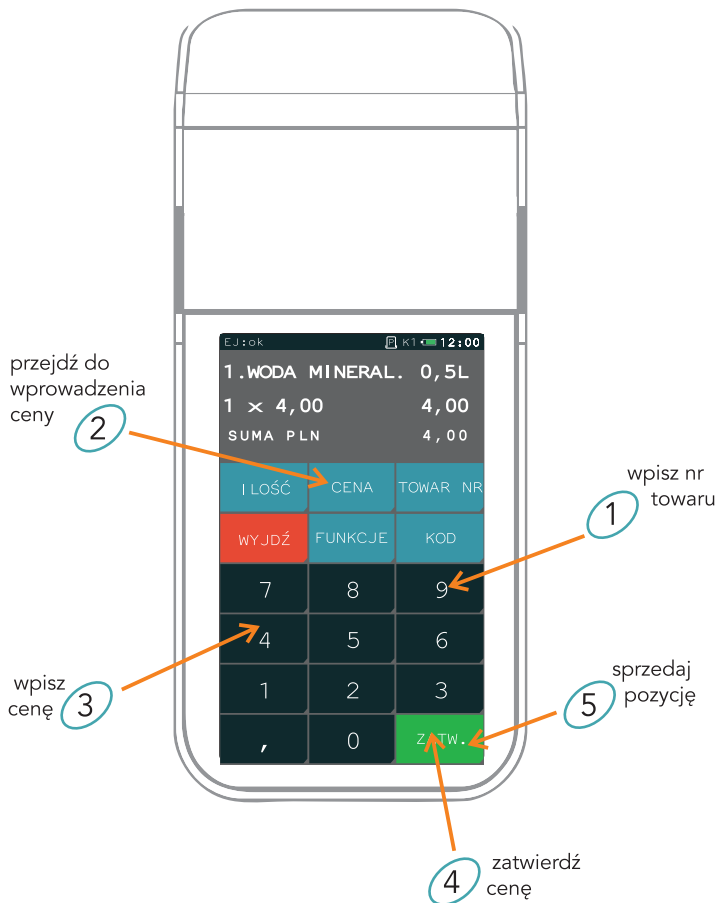 EJ:ok P K1 12:00
1.WODA MINERAL. 0,5L
1 × 4,00 4,00
SUMA PLN 4,00
ILOŚĆ CENA TOWAR NR
WYJDŹ FUNKCJE KOD
7 8 9
4 5 6
1 2 3
, 0 ZATW.
wpisz nr
towaru
1
przejdź do
wprowadzenia
ceny
2
wpisz
cenę
3
zatwierdź
cenę
4
sprzedaj
pozycję
5